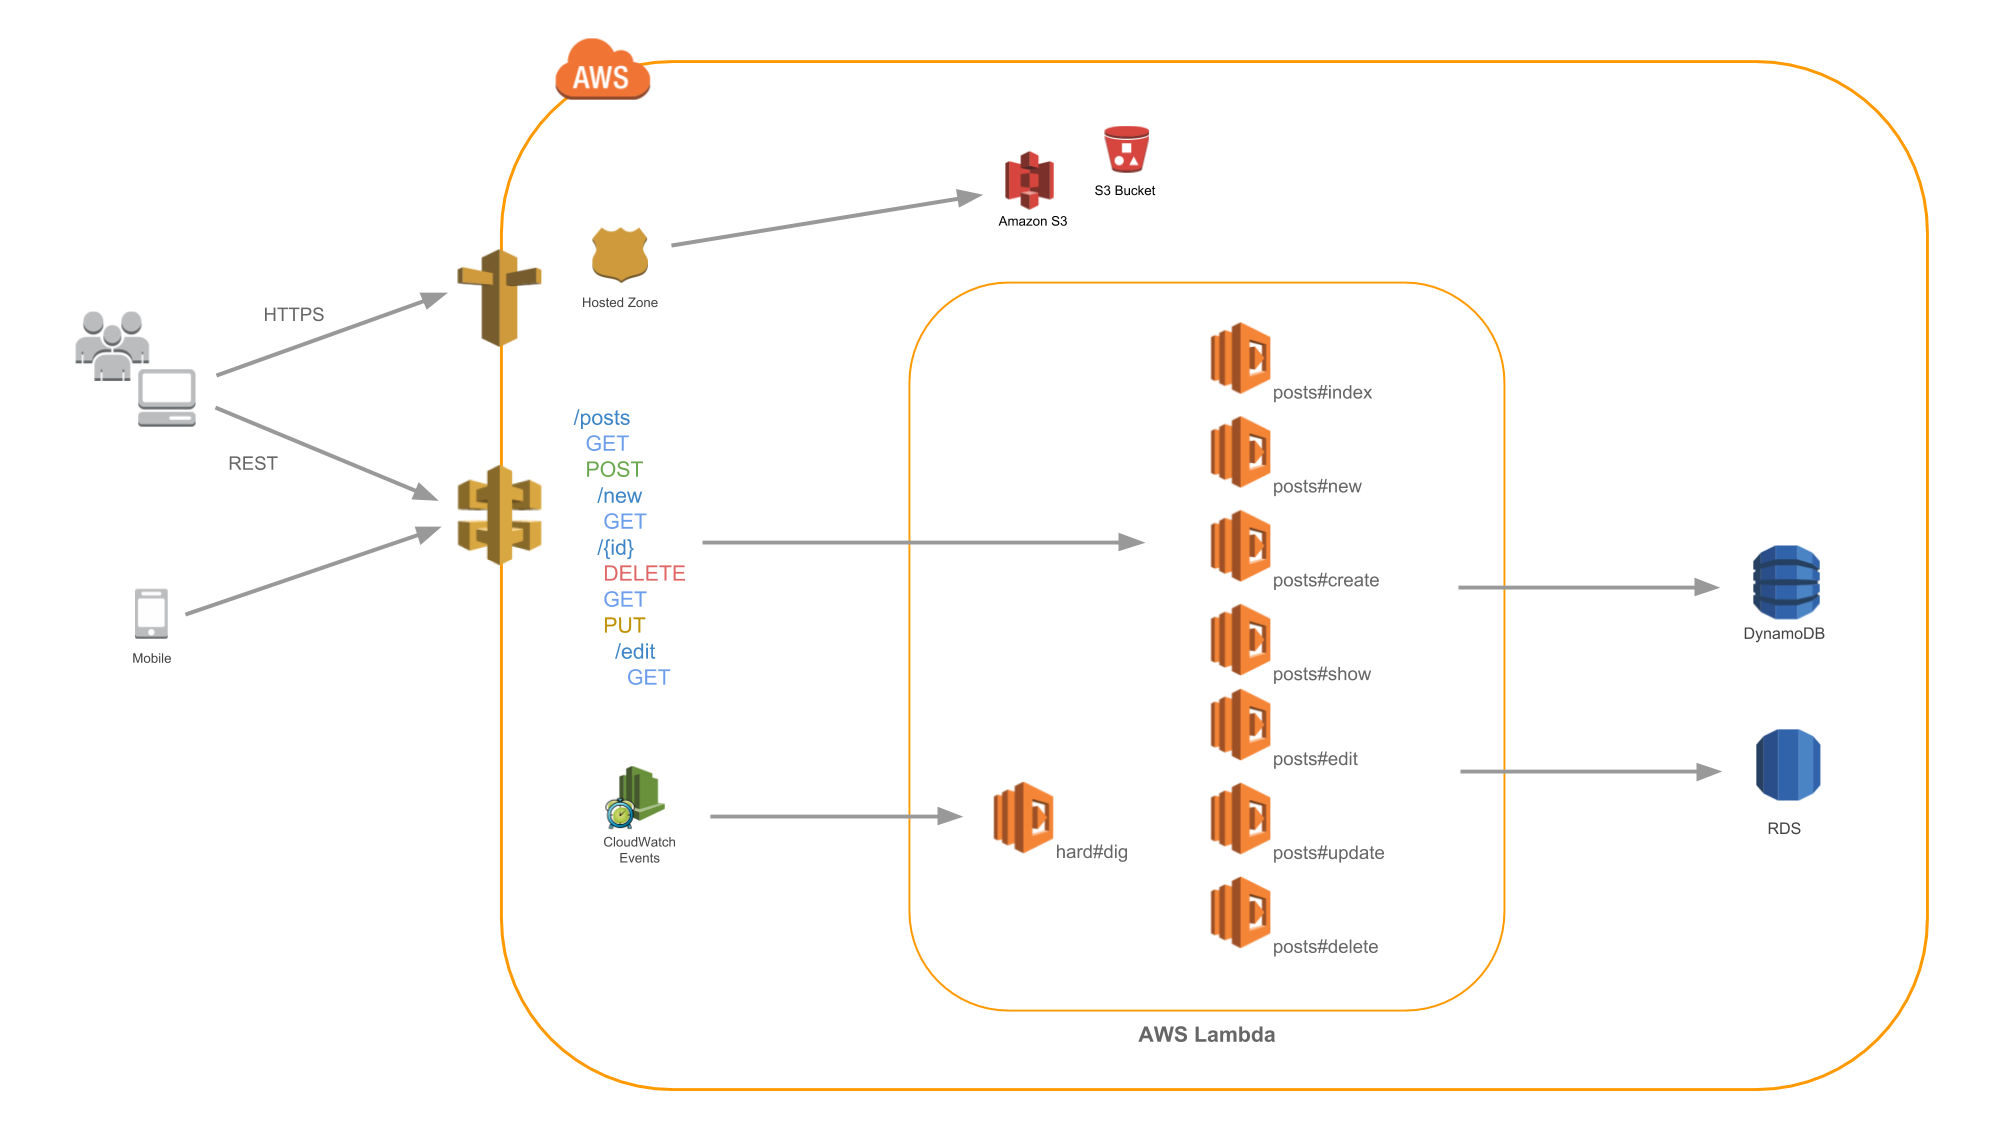 AWS
S3 Bucket
Amazon S3
Hosted Zone
HTTPS
REST
Mobile
/posts
GET
POST
/new
GET
/{id}
DELETE
GET
PUT
/edit
GET
CloudWatch
Events
hard#dig
posts#index
posts#new
posts#create
posts#show
posts#edit
posts#update
posts#delete
AWS Lambda
DynamoDB
RDS